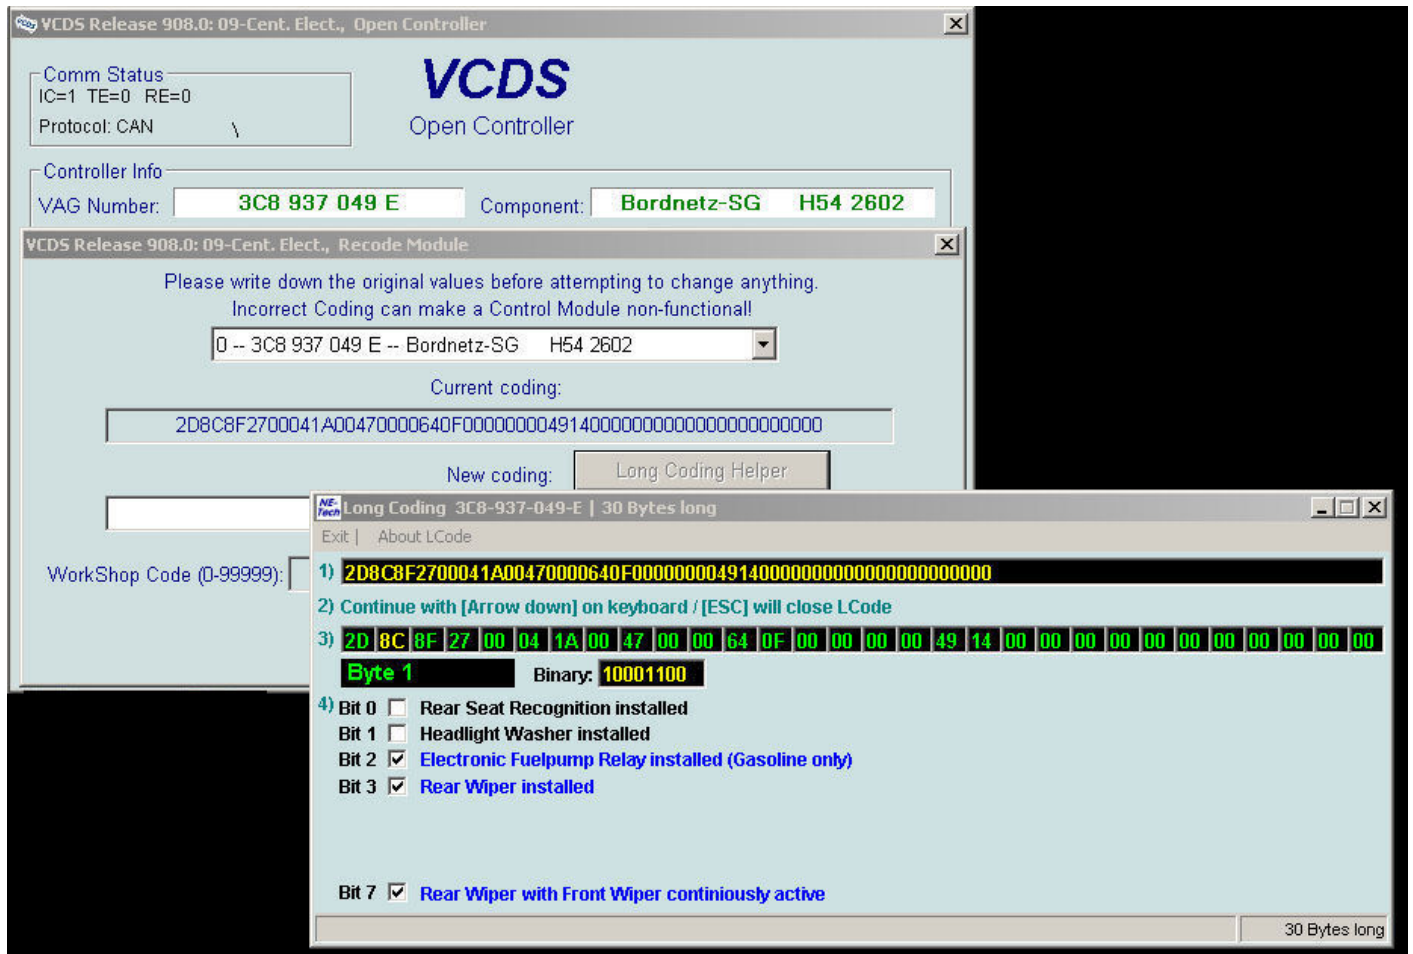 VCDS Release 908.0: 09-Cent. Elect., Open Controller
Comm Status
IC=1 TE=0 RE=0
Protocol: CAN \
VCDS
Open Controller
Controller Info
VAG Number: 3C8 937 049 E Component: Bordnetz-SG H54 2602
VCDS Release 908.0: 09-Cent. Elect., Recode Module
Please write down the original values before attempting to change anything.
Incorrect Coding can make a Control Module non-functional!
0 -- 3C8 937 049 E -- Bordnetz-SG H54 2602
Current coding:
2D8C8F2700041A00470000640F00000000491400000000000000000000000
New coding: Long Coding Helper
WorkShop Code (0-99999):
NE-Tech Long Coding 3C8-937-049-E | 30 Bytes long
Exit | About LCode
1) 2D8C8F2700041A00470000640F0000000049140000000000000000000000
2) Continue with [Arrow down] on keyboard / [ESC] will close LCode
3) 2D 8C 8F 27 00 04 1A 00 47 00 00 64 0F 00 00 00 00 49 14 00 00 00 00 00 00 00 00 00 00 00
Byte 1 Binary: 10001100
4) Bit 0 Rear Seat Recognition installed
Bit 1 Headlight Washer installed
Bit 2 Electronic Fuelpump Relay installed (Gasoline only)
Bit 3 Rear Wiper installed
Bit 7 Rear Wiper with Front Wiper continiously active
30 Bytes long